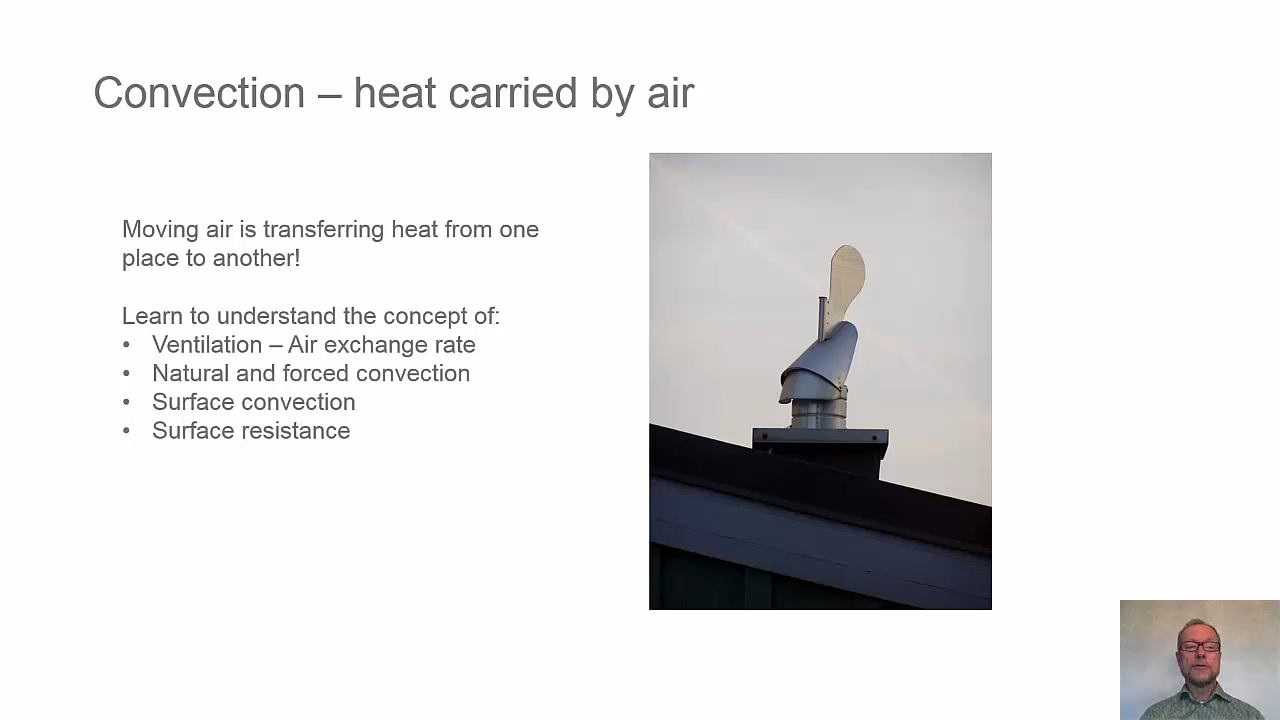 Convection – heat carried by air
Moving air is transferring heat from one
place to another!
Learn to understand the concept of:
• Ventilation – Air exchange rate
• Natural and forced convection
• Surface convection
• Surface resistance